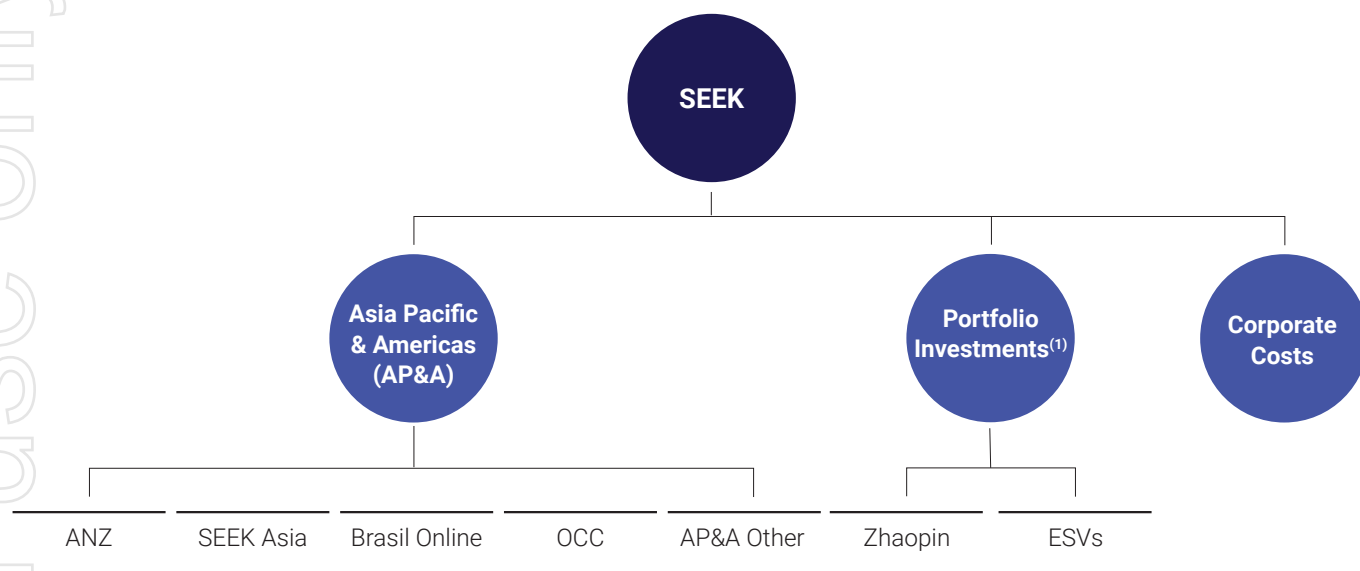 SEEK
Asia Pacific
& Americas
(AP&A)
Portfolio
Investments(1)
Corporate
Costs
ANZ
SEEK Asia
Brasil Online
OCC
AP&A Other
Zhaopin
ESVs